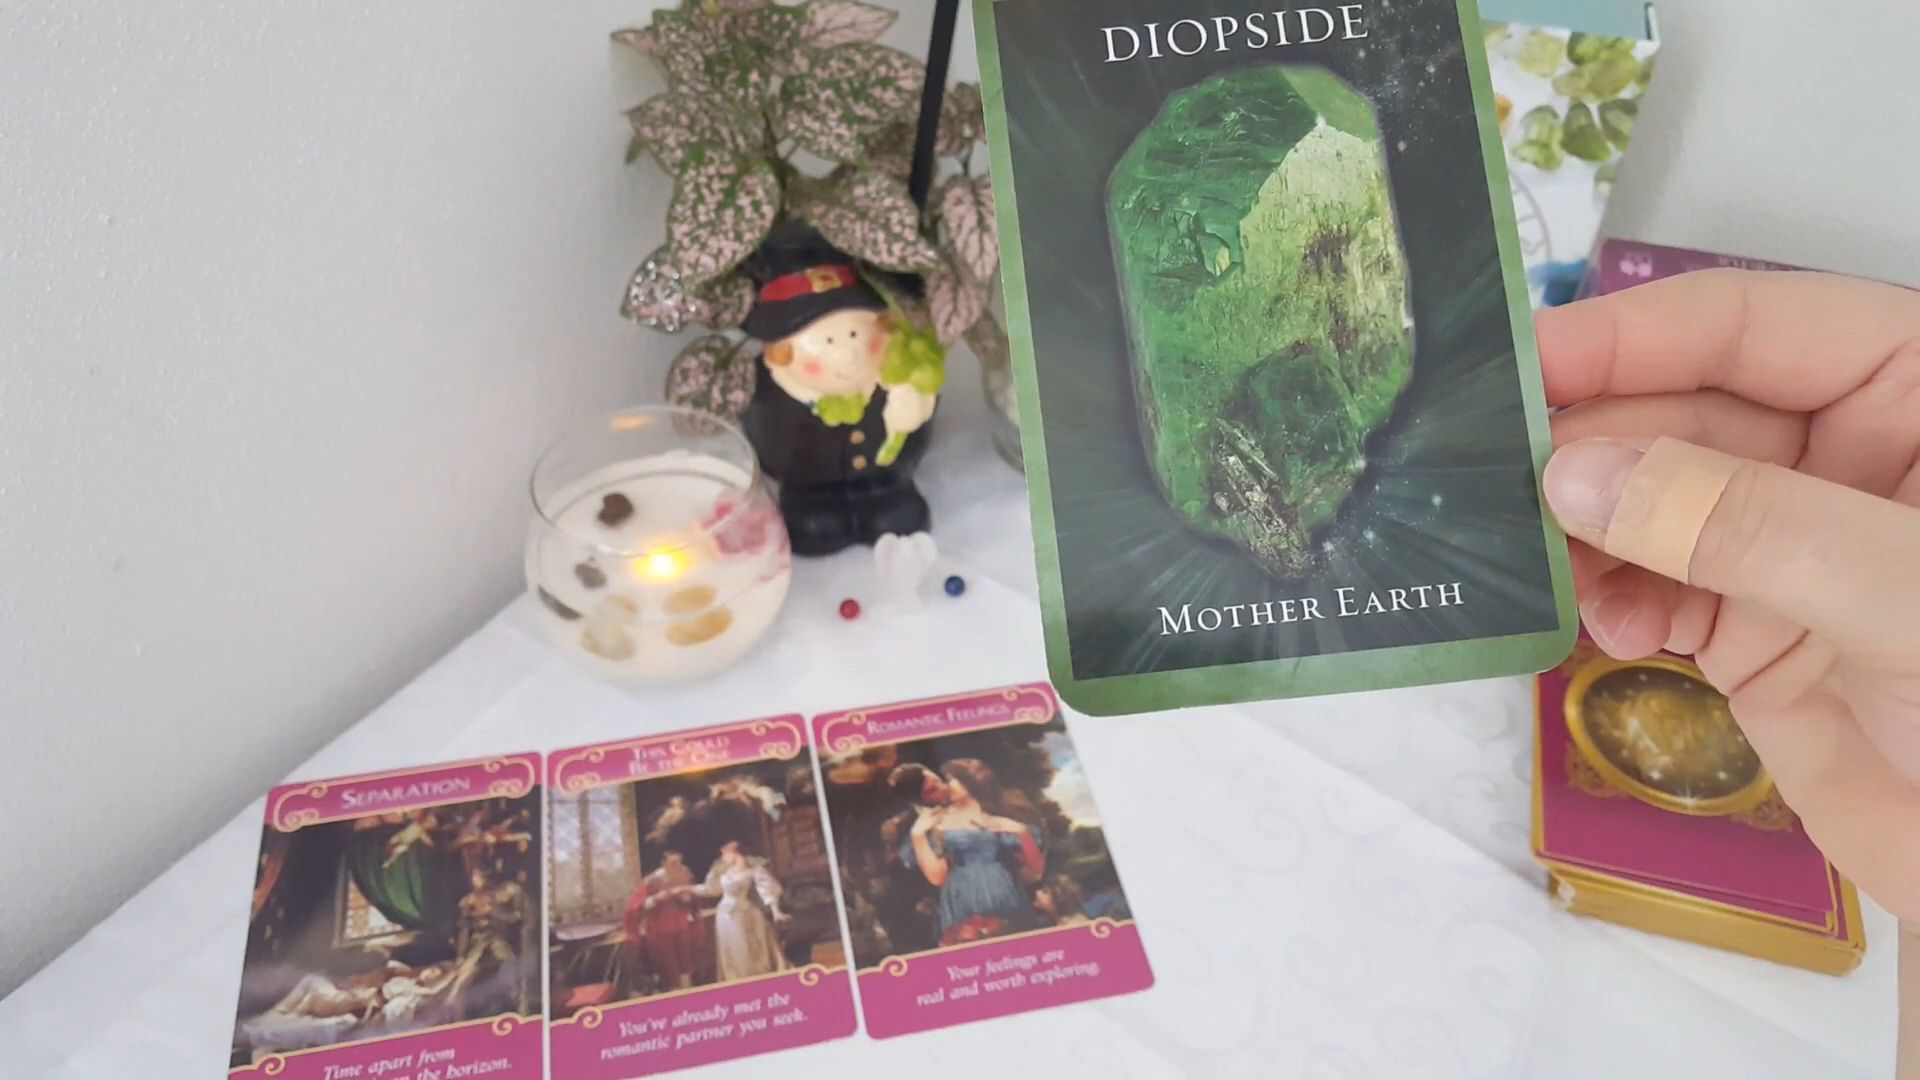 DIOPSIDE
MOTHER EARTH
SEPARATION
Time apart from
on the horizon.
THIS COULD
BE THE ONE
You've already met the
romantic partner you seek.
ROMANTIC FEELINGS
Your feelings are
real and worth exploring.